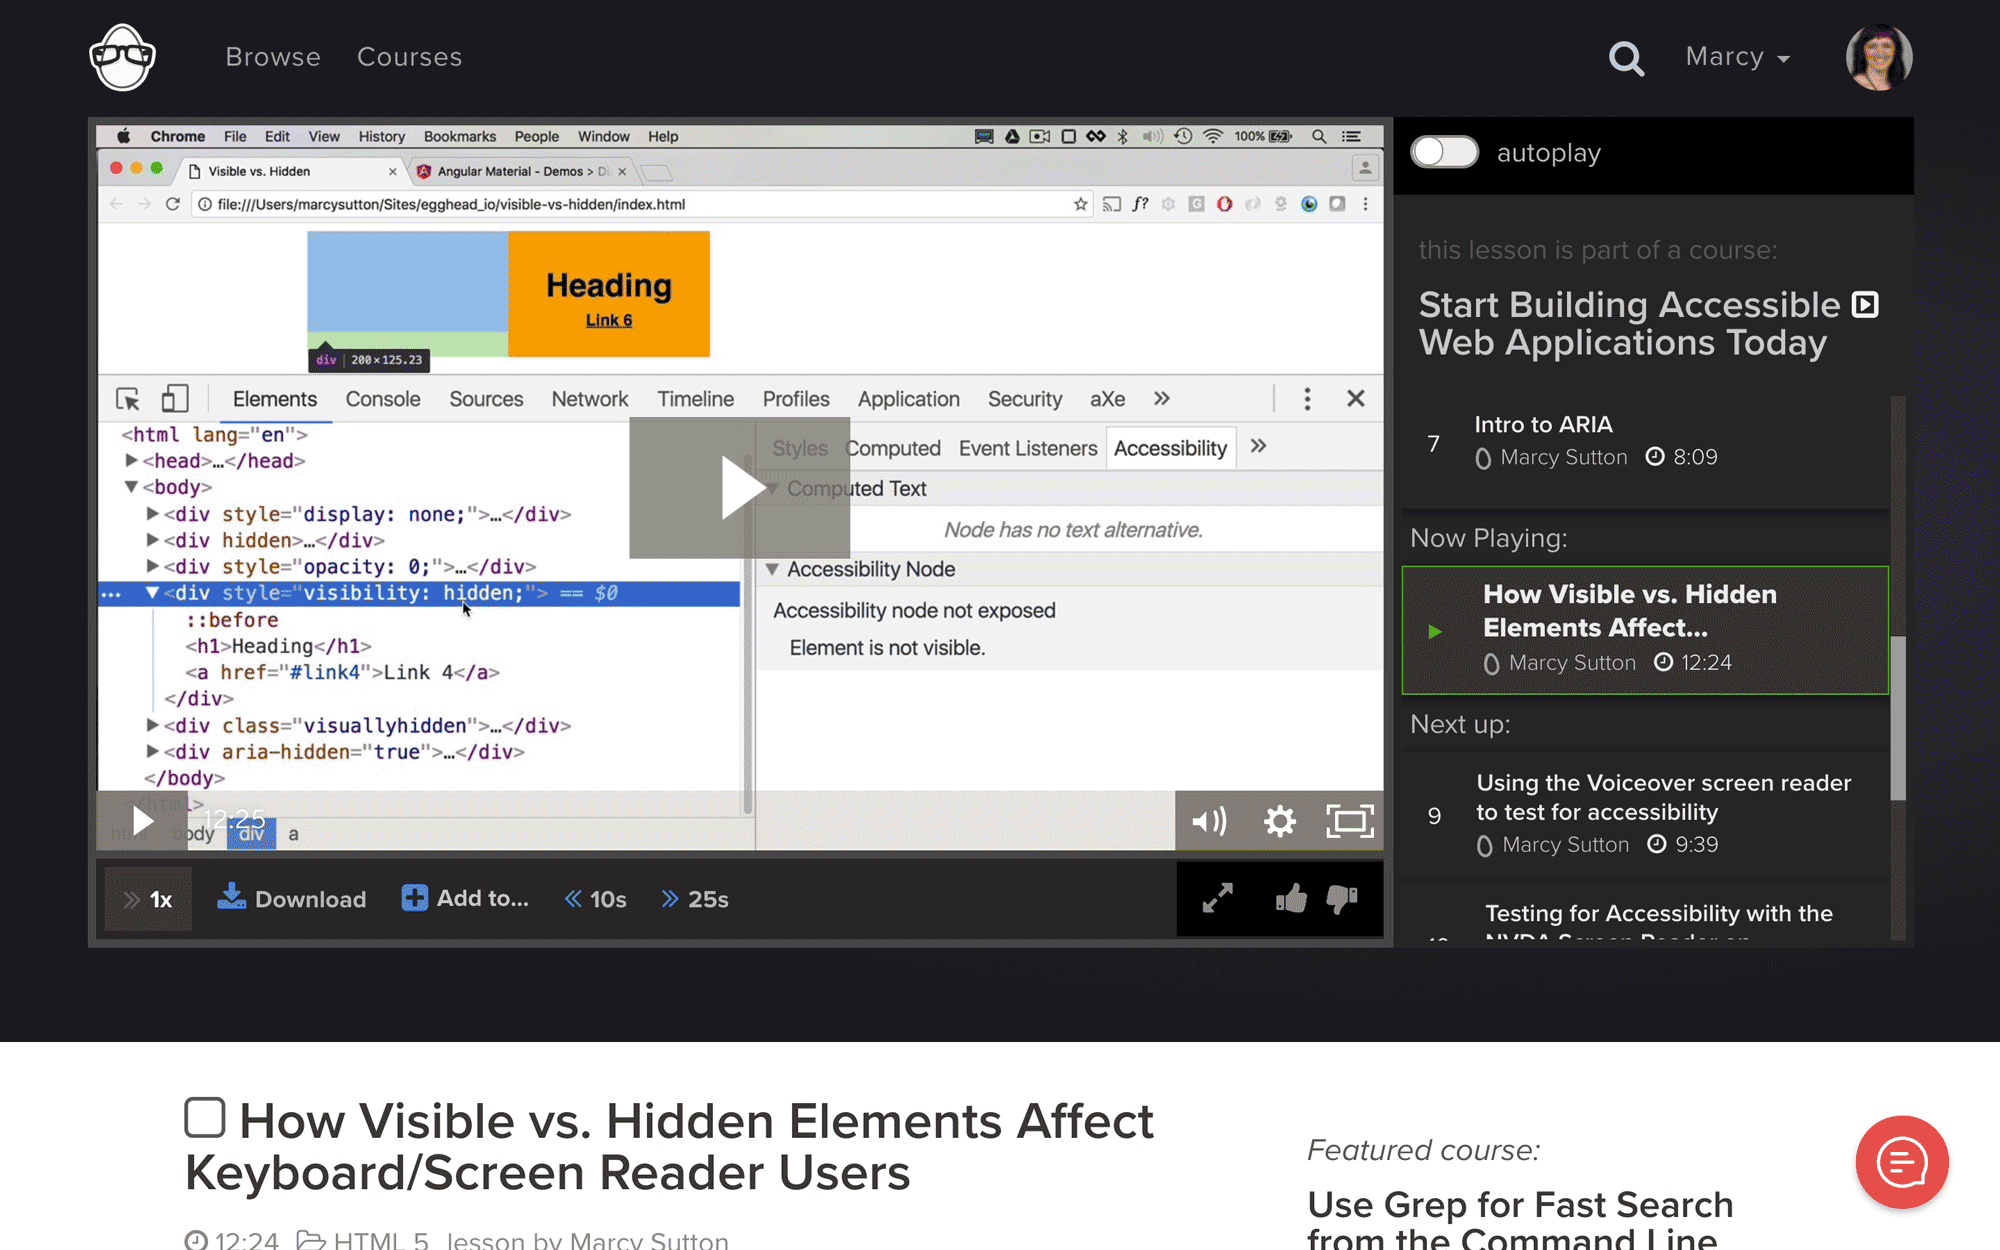 Browse Courses
Marcy
Chrome File Edit View History Bookmarks People Window Help
100%
Visible vs. Hidden
Angular Material - Demos > Di
file:///Users/marcysutton/Sites/egghead_io/visible-vs-hidden/index.html
f?
Heading
Link 6
div | 200×125.23
Elements Console Sources Network Timeline Profiles Application Security aXe »
<html lang="en">
<head>…</head>
<body>
<div style="display: none;">…</div>
<div hidden>…</div>
<div style="opacity: 0;">…</div>
<div style="visibility: hidden;"> == $0
::before
<h1>Heading</h1>
<a href="#link4">Link 4</a>
</div>
<div class="visuallyhidden">…</div>
<div aria-hidden="true">…</div>
</body>
</html>
html body div a
12:25
Styles Computed Event Listeners Accessibility »
Computed Text
Node has no text alternative.
Accessibility Node
Accessibility node not exposed
Element is not visible.
1x Download Add to... 10s 25s
autoplay
this lesson is part of a course:
Start Building Accessible
Web Applications Today
7
Intro to ARIA
Marcy Sutton 8:09
Now Playing:
How Visible vs. Hidden
Elements Affect...
Marcy Sutton 12:24
Next up:
9
Using the Voiceover screen reader
to test for accessibility
Marcy Sutton 9:39
Testing for Accessibility with the
How Visible vs. Hidden Elements Affect
Keyboard/Screen Reader Users
12:24 HTML 5 lesson by Marcy Sutton
Featured course:
Use Grep for Fast Search
from the Command Line